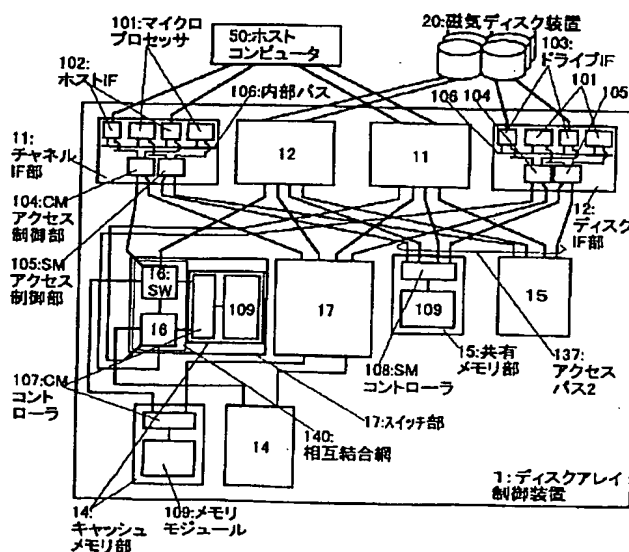 101:マイクロ
プロセッサ
50:ホスト
コンピュータ
20:磁気ディスク装置
103:
ドライブIF
102:
ホストIF
106:内部バス
101
106
104
105
11:
チャネル
IF部
12
11
104:CM
アクセス
制御部
12:
ディスク
IF部
105:SM
アクセス
制御部
16:
SW
109
16
17
109
15
108:SM
コントローラ
15:共有
メモリ部
137:
アクセス
パス2
107:CM
コント
ローラ
17:スイッチ部
140:
相互結合網
14
1:ディスクアレイ
制御装置
14:
キャッシュ
メモリ部
109:メモリ
モジュール